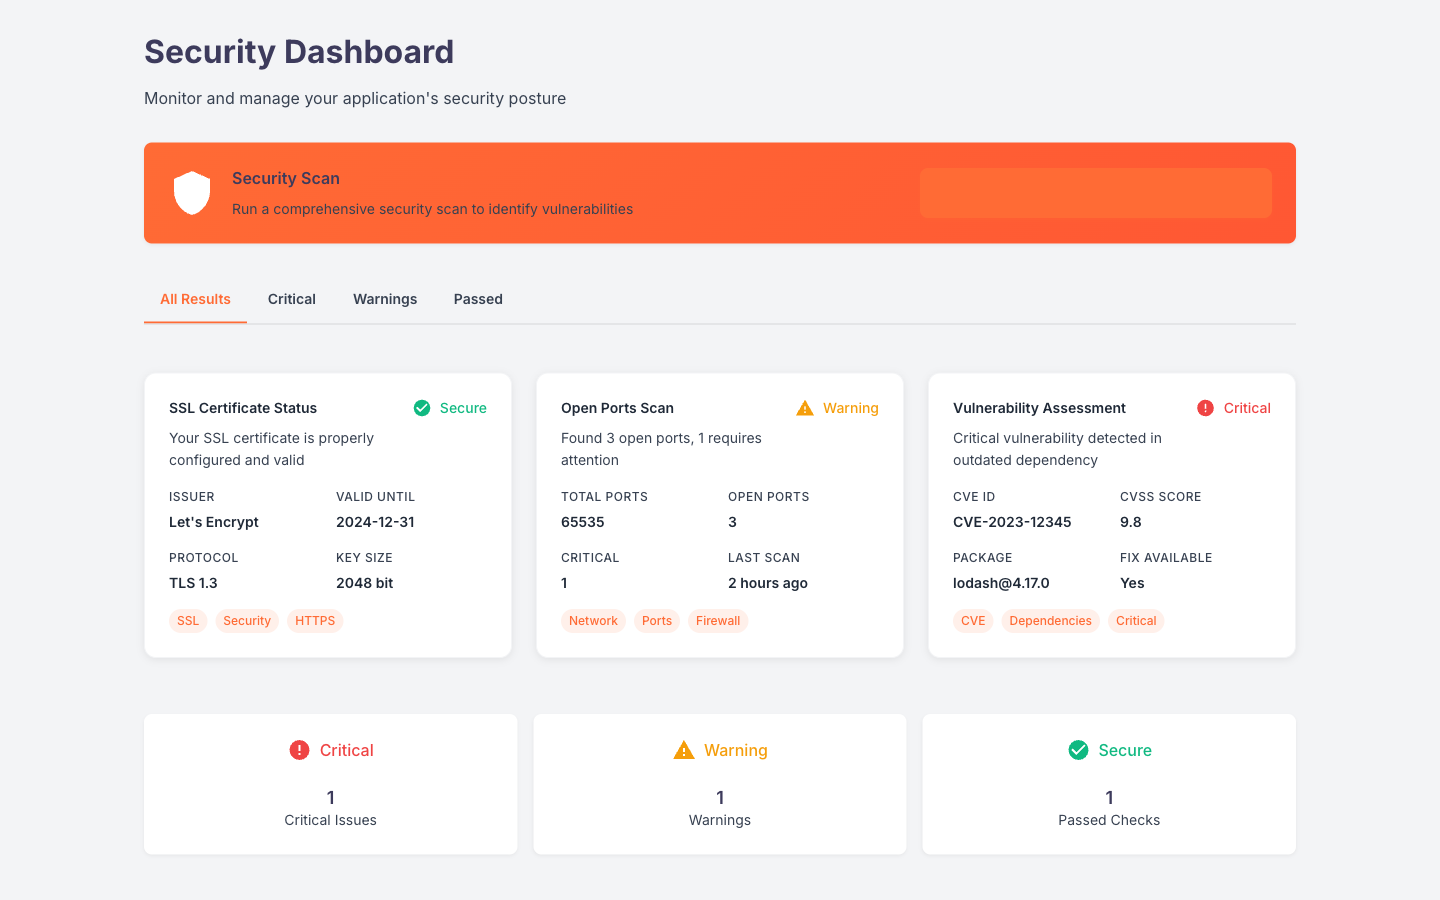 Security Dashboard
Monitor and manage your application's security posture
Security Scan
Run a comprehensive security scan to identify vulnerabilities
All Results Critical Warnings Passed
SSL Certificate Status Secure
Your SSL certificate is properly
configured and valid
ISSUER VALID UNTIL
Let's Encrypt 2024-12-31
PROTOCOL KEY SIZE
TLS 1.3 2048 bit
SSL Security HTTPS
Open Ports Scan Warning
Found 3 open ports, 1 requires
attention
TOTAL PORTS OPEN PORTS
65535 3
CRITICAL LAST SCAN
1 2 hours ago
Network Ports Firewall
Vulnerability Assessment Critical
Critical vulnerability detected in
outdated dependency
CVE ID CVSS SCORE
CVE-2023-12345 9.8
PACKAGE FIX AVAILABLE
lodash@4.17.0 Yes
CVE Dependencies Critical
Critical
1
Critical Issues
Warning
1
Warnings
Secure
1
Passed Checks